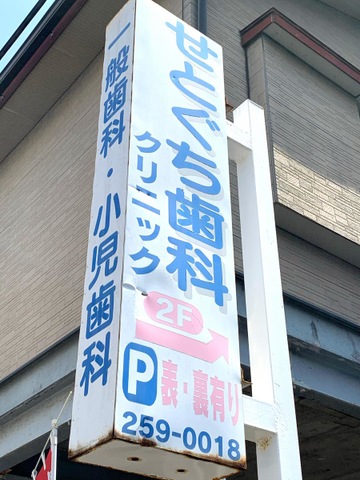 一般歯科・小児歯科
せとぐち歯科
クリニック
2F
P 表・裏有り
259-0018